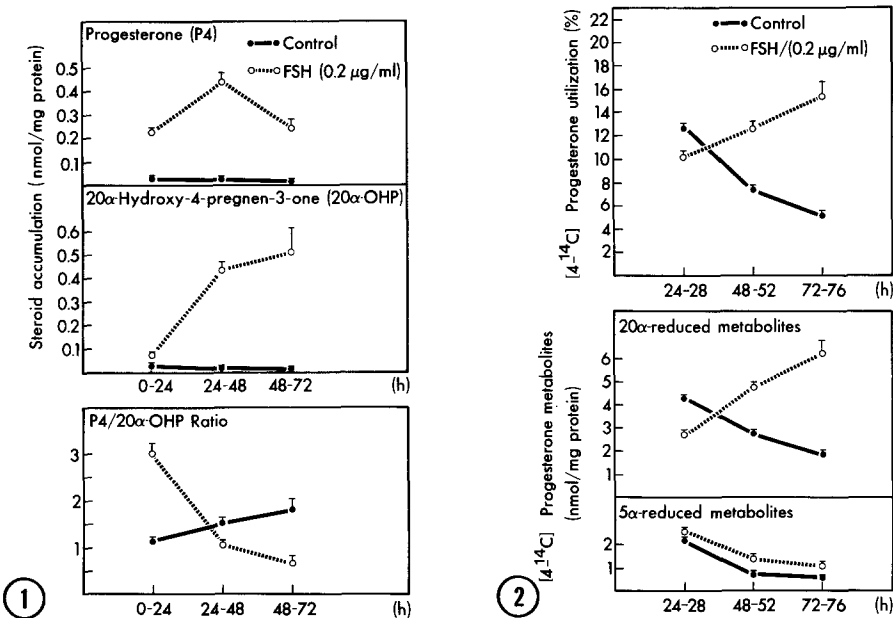 Progesterone (P4)
Control
FSH (0.2 μg/ml)
0.5
0.4
0.3
0.2
0.1
20α-Hydroxy-4-pregnen-3-one (20α-OHP)
0.6
0.5
0.4
0.3
0.2
0.1
Steroid accumulation (nmol/mg protein)
0-24 24-48 48-72 (h)
P4/20α-OHP Ratio
3
2
1
0-24 24-48 48-72 (h)
1
Control
FSH/(0.2 μg/ml)
22
20
18
16
14
12
10
8
6
4
2
[4-14C] Progesterone utilization (%)
24-28 48-52 72-76 (h)
20α-reduced metabolites
6
5
4
3
2
1
5α-reduced metabolites
2
1
[4-14C] Progesterone metabolites
(nmol/mg protein)
24-28 48-52 72-76 (h)
2